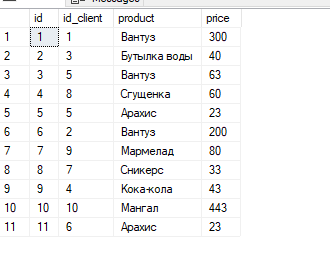 Messages
id id_client product price
1 1 1 Вантуз 300
2 2 3 Бутылка воды 40
3 3 5 Вантуз 63
4 4 8 Сгущенка 60
5 5 5 Арахис 23
6 6 2 Вантуз 200
7 7 9 Мармелад 80
8 8 7 Сникерс 33
9 9 4 Кока-кола 43
10 10 10 Мангал 443
11 11 6 Арахис 23